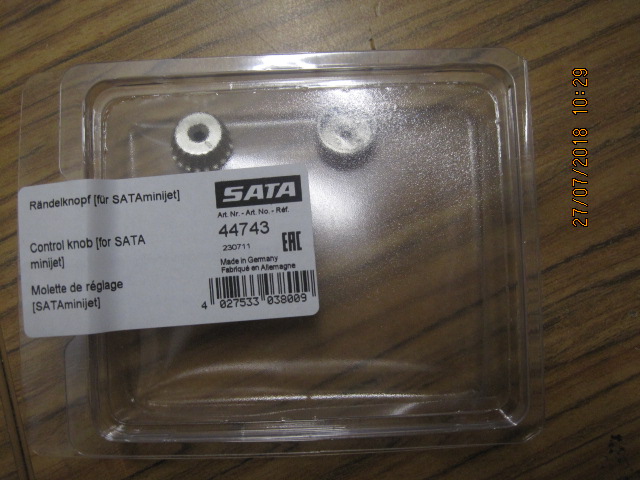 Rändelknopf [für SATAminijet]
Control knob [for SATA
minijet]
Molette de réglage
[SATAminijet]
SATA
Art. Nr. - Art. No. - Réf.
44743
230711
EAC
Made in Germany
Fabriqué en Allemagne
4 027533 038009
27/07/2018 10:29